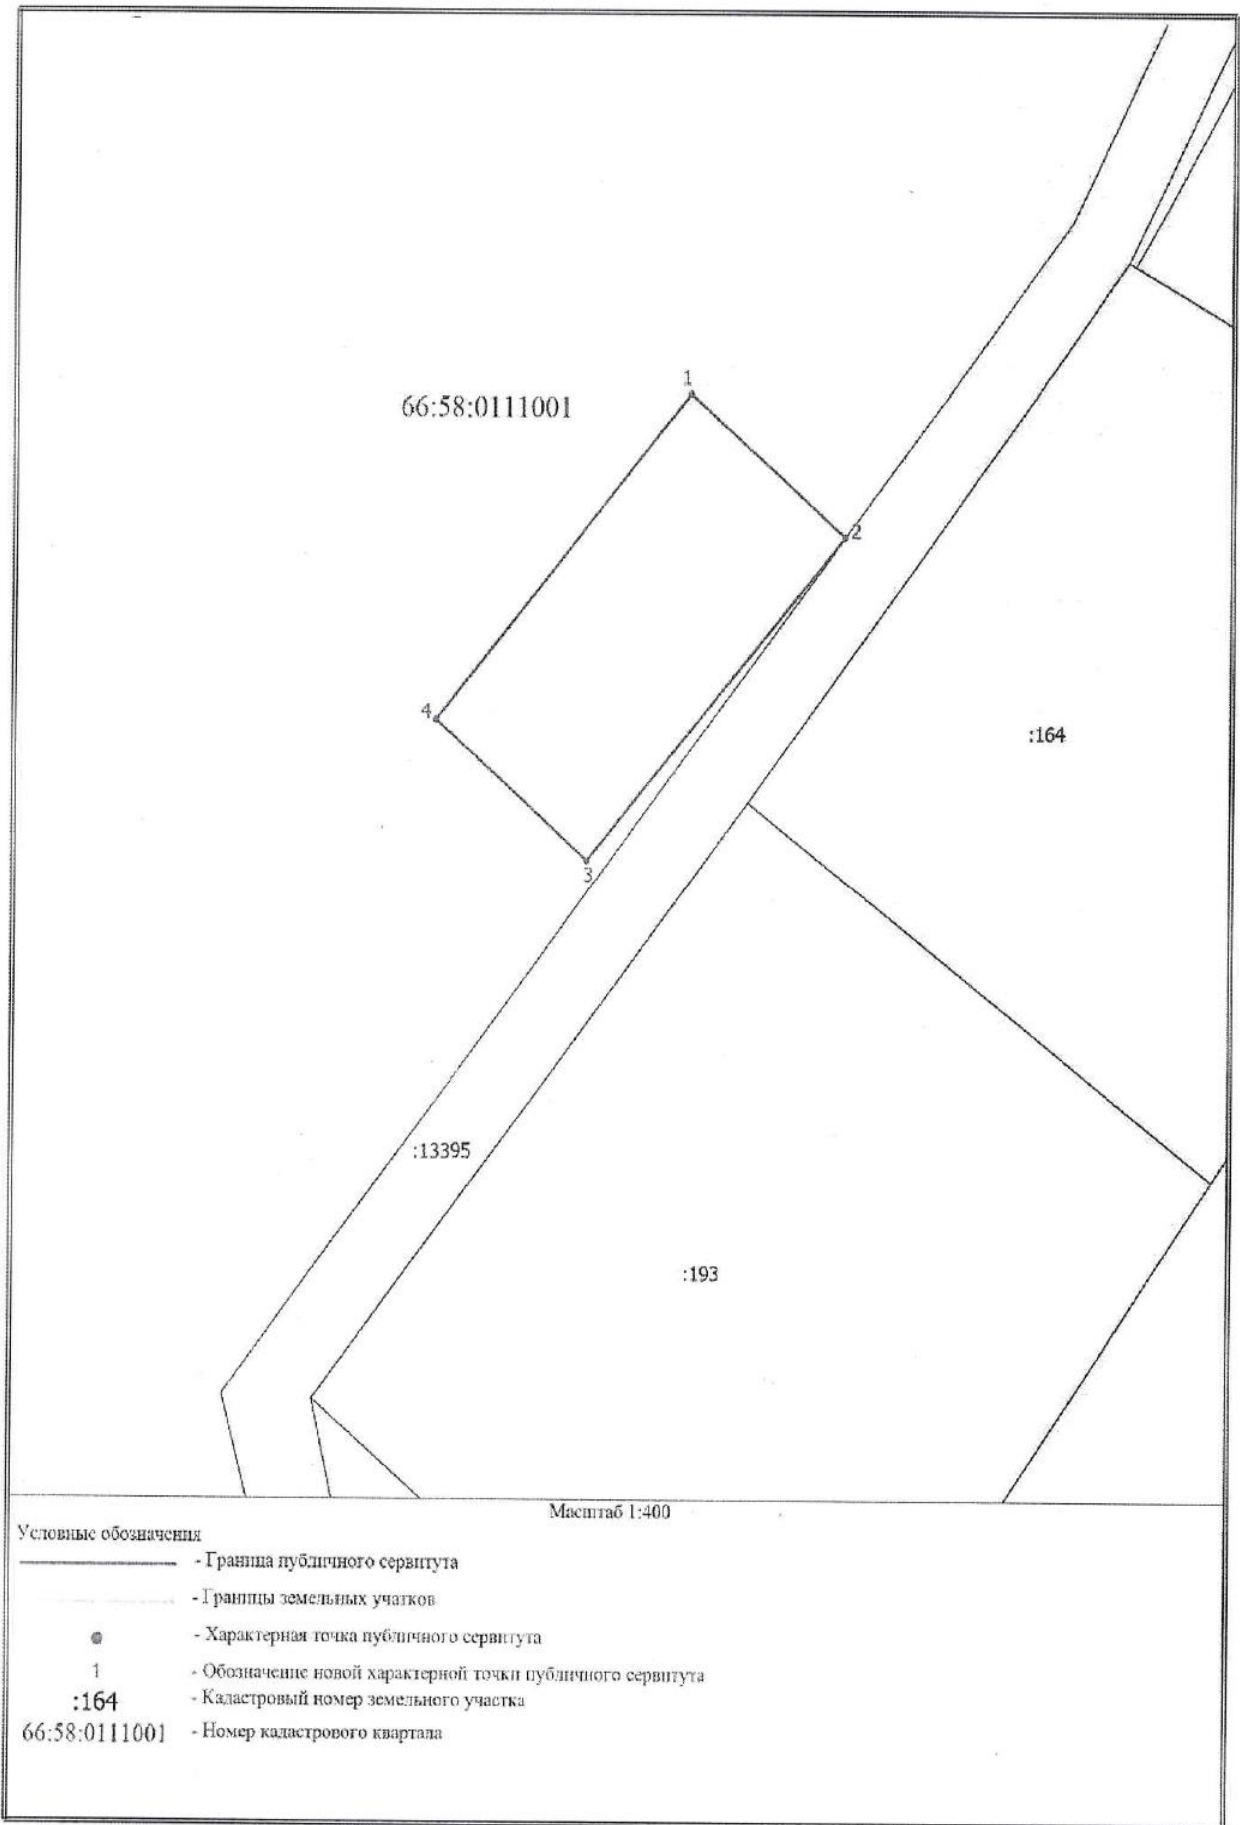 1
66:58:0111001
2
4
:164
3
:13395
:193
Масштаб 1:400
Условные обозначения
- Граница публичного сервитута
- Границы земельных учатков
- Характерная точка публичного сервитута
1 - Обозначение новой характерной точки публичного сервитута
:164 - Кадастровый номер земельного участка
66:58:0111001 - Номер кадастрового квартала